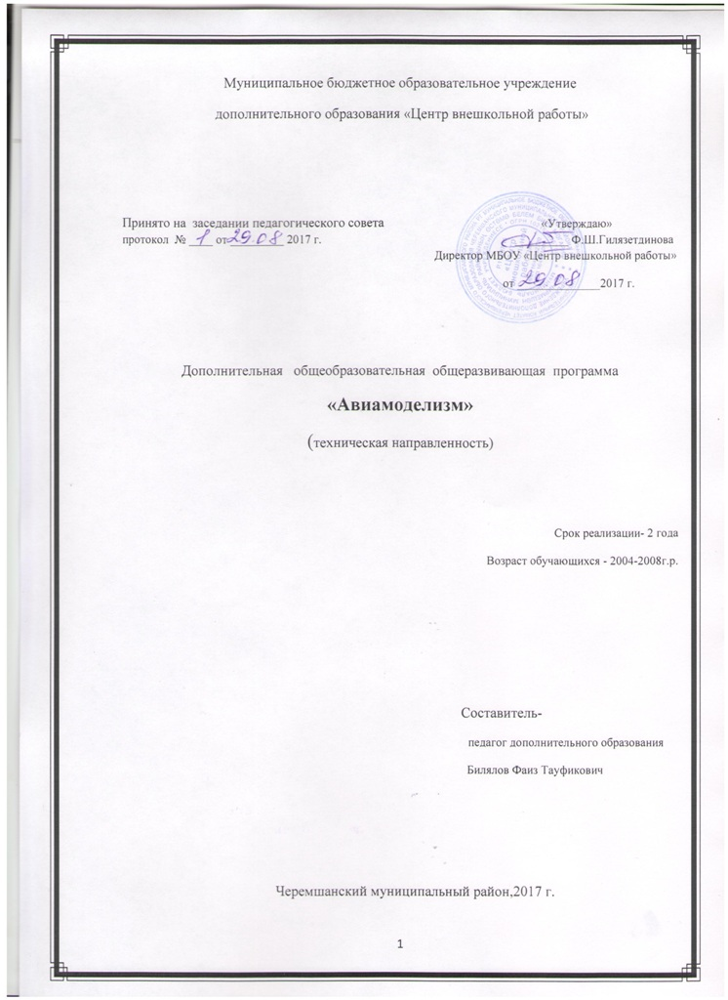 Муниципальное бюджетное образовательное учреждение
дополнительного образования «Центр внешкольной работы»
Принято на заседании педагогического совета
протокол № 1 от 29.08 2017 г.
«Утверждаю»
Ф.Ш.Гилязетдинова
Директор МБОУ «Центр внешкольной работы»
от 29.08 2017 г.
Дополнительная общеобразовательная общеразвивающая программа
«Авиамоделизм»
(техническая направленность)
Срок реализации- 2 года
Возраст обучающихся - 2004-2008г.р.
Составитель-
педагог дополнительного образования
Билялов Фаиз Тауфикович
Черемшанский муниципальный район,2017 г.
1